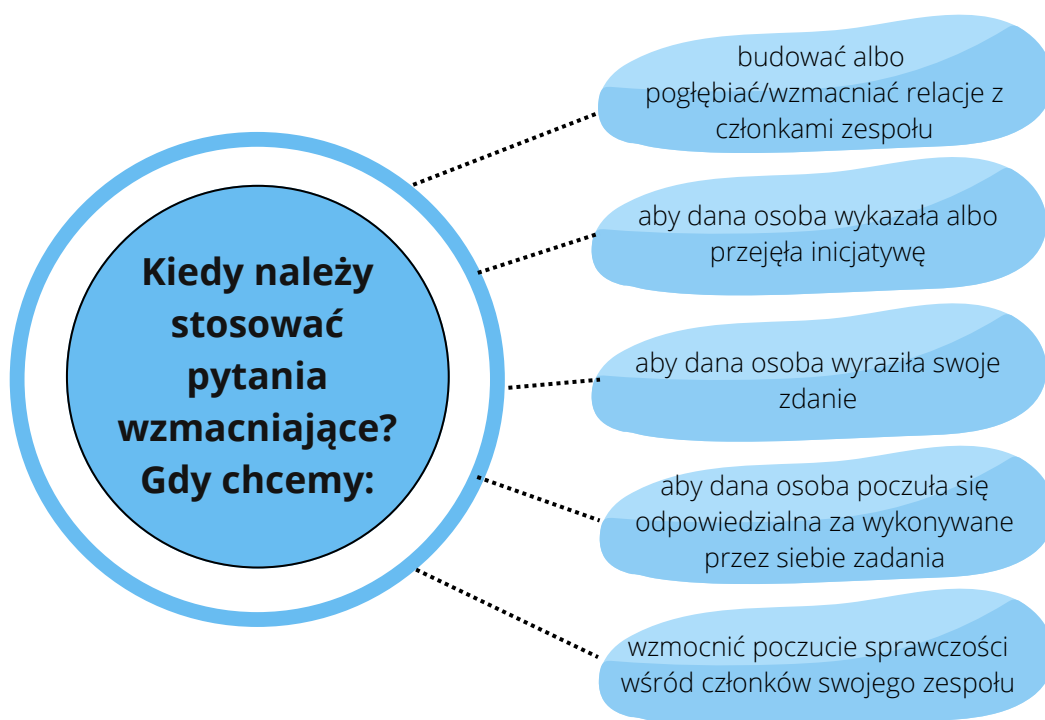 Kiedy należy
stosować
pytania
wzmacniające?
Gdy chcemy:
budować albo
pogłębiać/wzmacniać relacje z
członkami zespołu
aby dana osoba wykazała albo
przejęła inicjatywę
aby dana osoba wyraziła swoje
zdanie
aby dana osoba poczuła się
odpowiedzialna za wykonywane
przez siebie zadania
wzmocnić poczucie sprawczości
wśród członków swojego zespołu